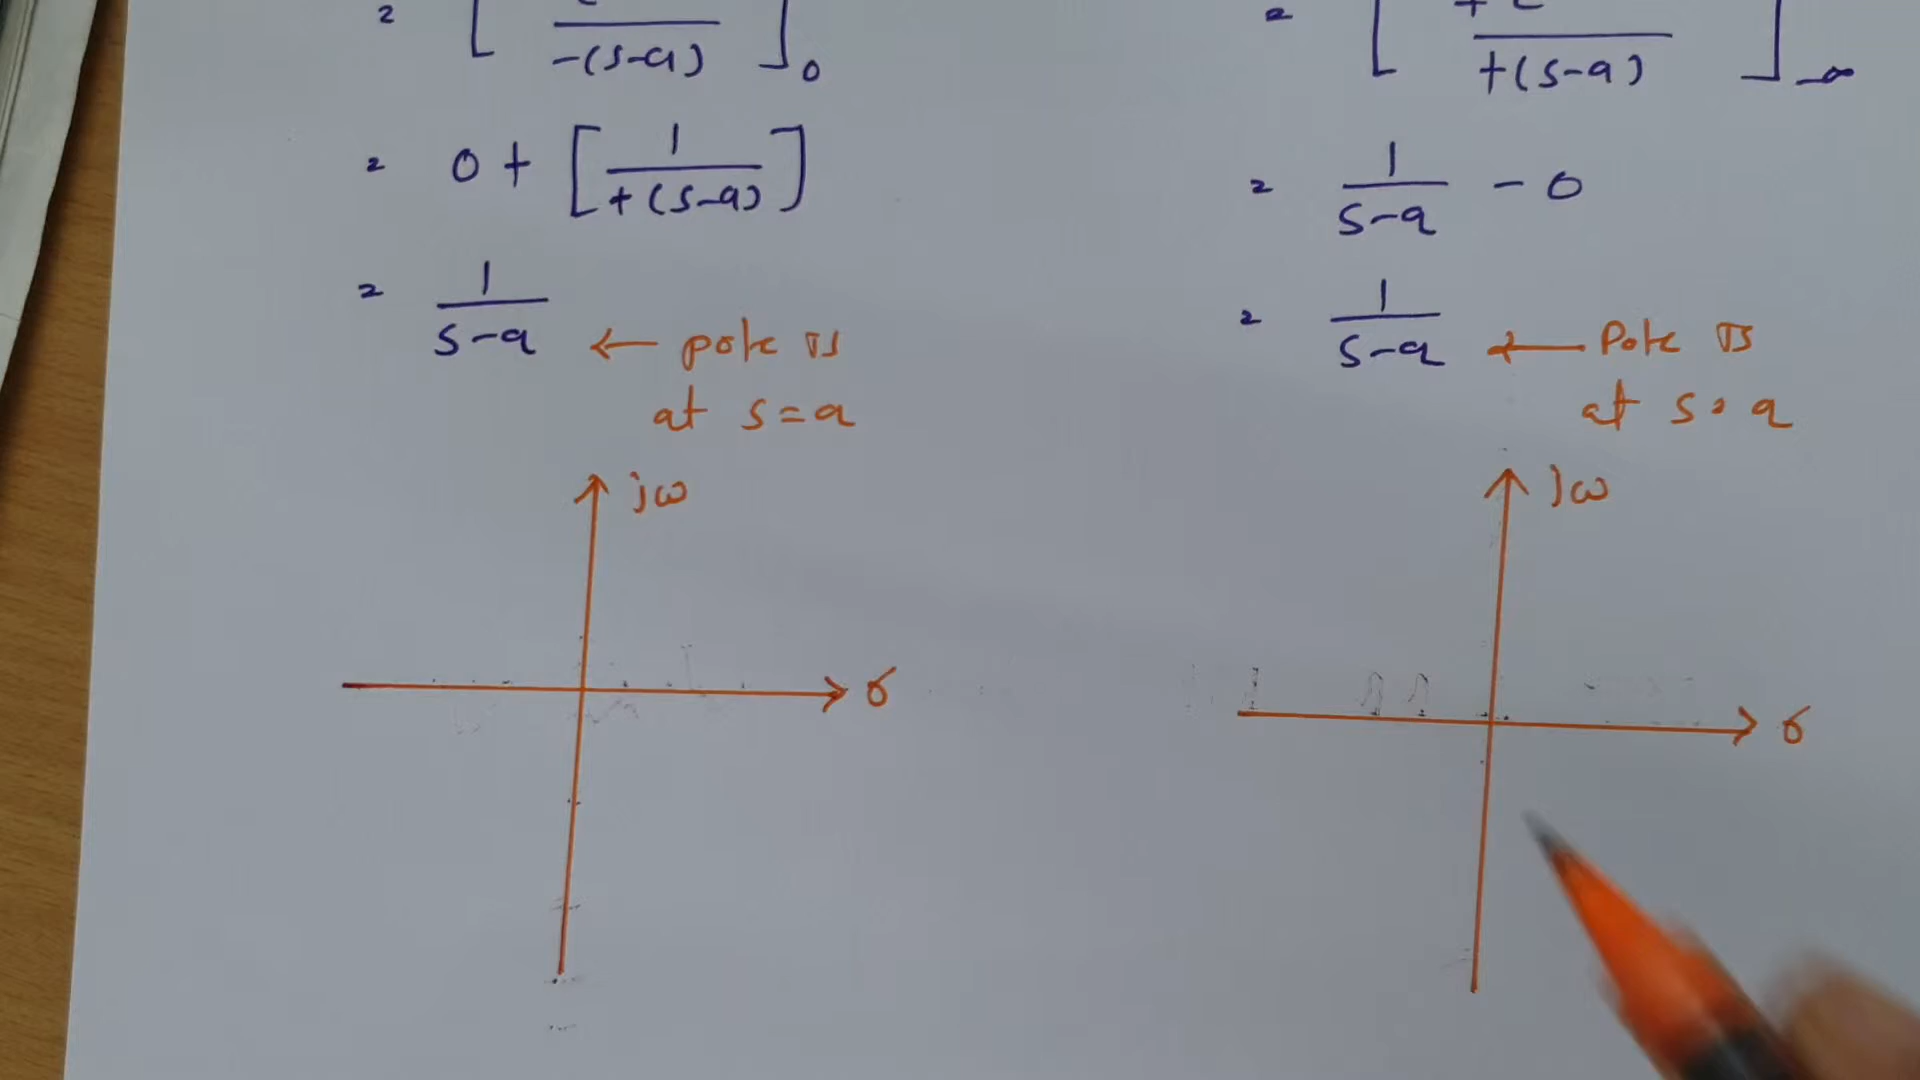 = [ / -(s-a) ]0
= 0 + [ 1 / +(s-a) ]
= 1 / s-a ← pole is
at s=a
jω
σ
= [ / +(s-a) ]-∞
= 1 / s-a - 0
= 1 / s-a ← Pole is
at s=a
jω
σ